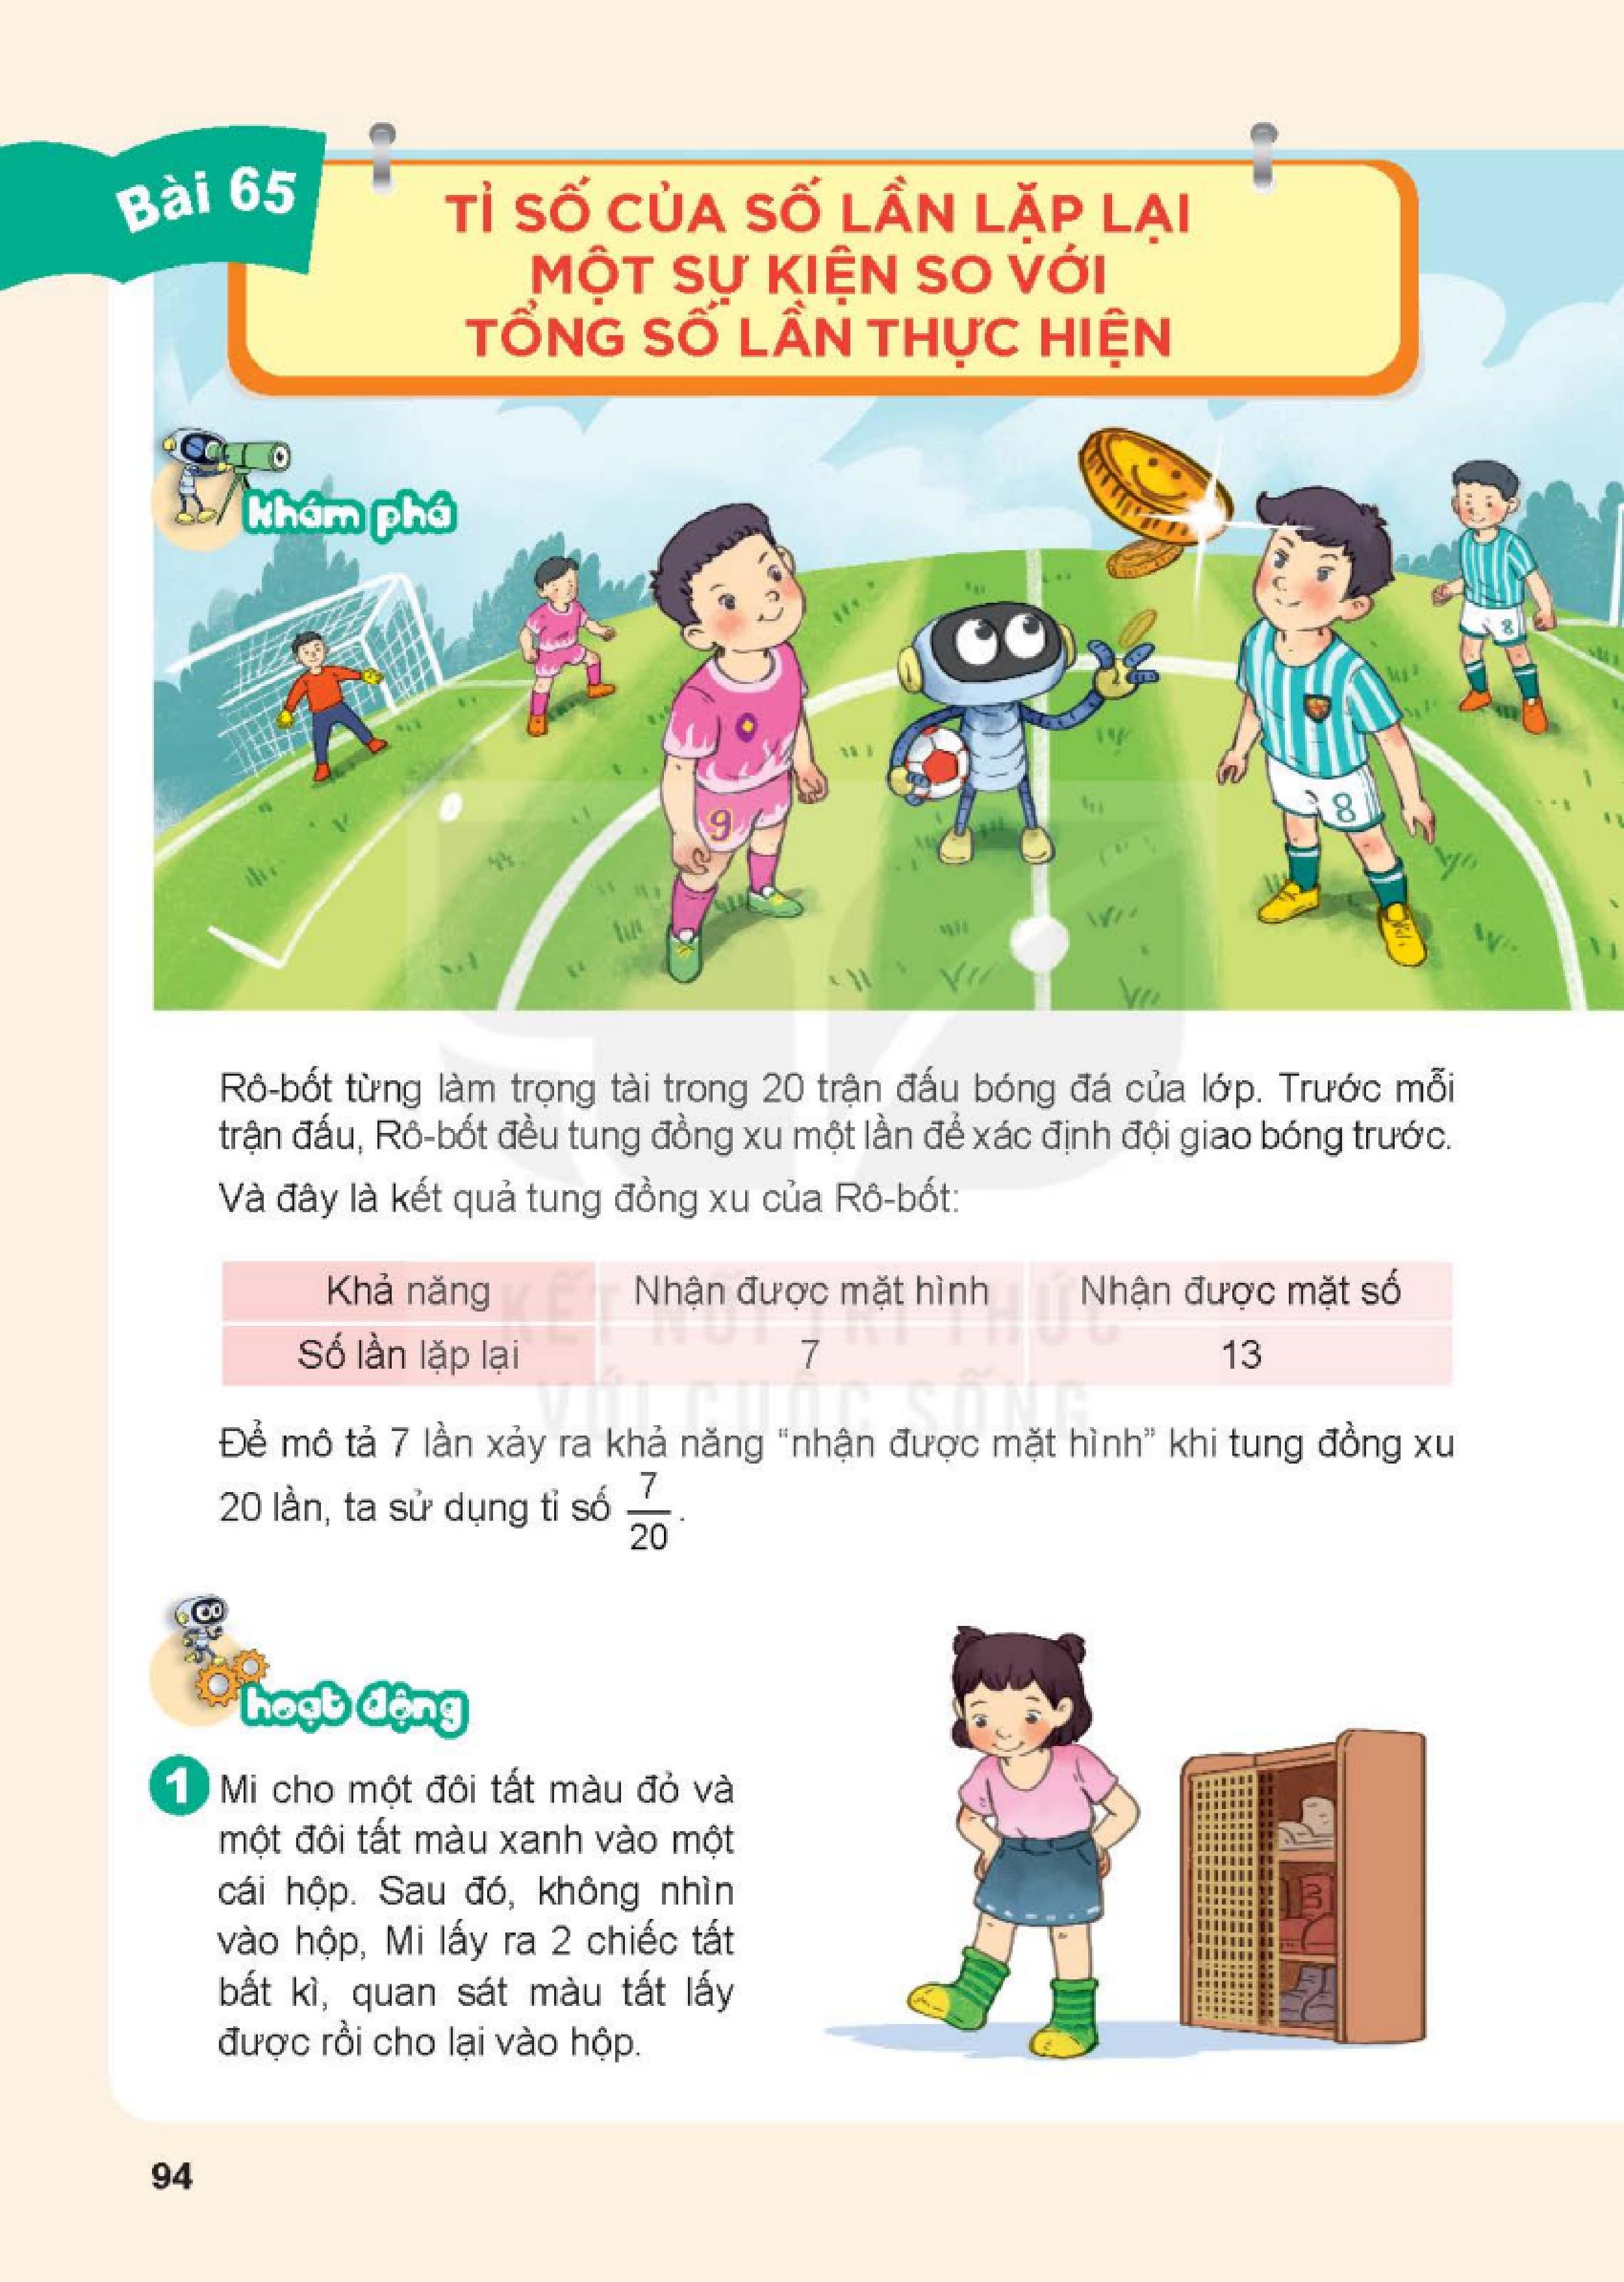 Bài 65
TỈ SỐ CỦA SỐ LẦN LẶP LẠI
MỘT SỰ KIỆN SO VỚI
TỔNG SỐ LẦN THỰC HIỆN
Khám phá
9
8
8
Rô-bốt từng làm trọng tài trong 20 trận đấu bóng đá của lớp. Trước mỗi
trận đấu, Rô-bốt đều tung đồng xu một lần để xác định đội giao bóng trước.
Và đây là kết quả tung đồng xu của Rô-bốt:
Khả năng Nhận được mặt hình Nhận được mặt số
Số lần lặp lại 7 13
KẾT NỐI TRI THỨC
VỚI CUỘC SỐNG
Để mô tả 7 lần xảy ra khả năng “nhận được mặt hình” khi tung đồng xu
20 lần, ta sử dụng tỉ số 7/20.
hoạt động
1 Mi cho một đôi tất màu đỏ và
một đôi tất màu xanh vào một
cái hộp. Sau đó, không nhìn
vào hộp, Mi lấy ra 2 chiếc tất
bất kì, quan sát màu tất lấy
được rồi cho lại vào hộp.
94